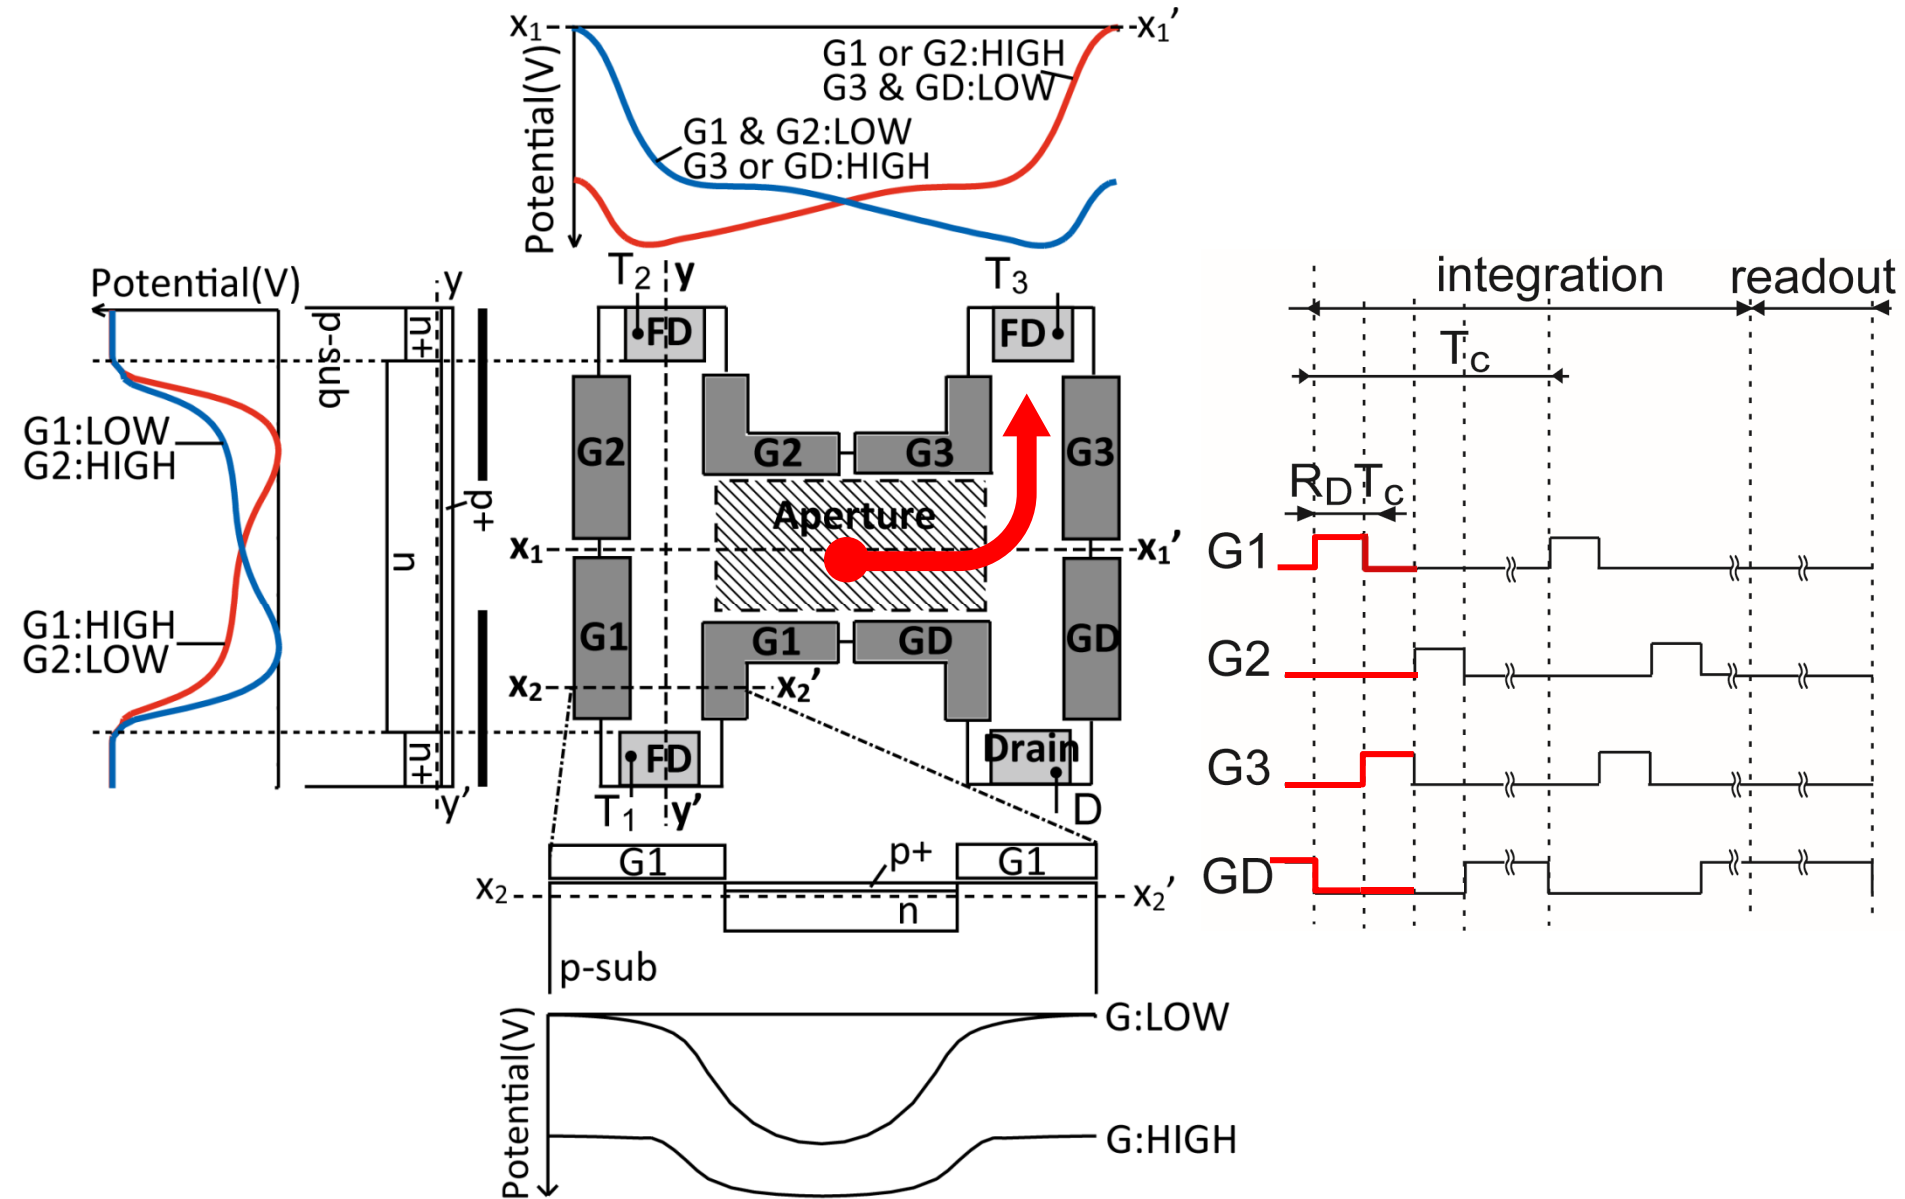 x1
x1'
Potential(V)
G1 or G2:HIGH
G3 & GD:LOW
G1 & G2:LOW
G3 or GD:HIGH
Potential(V)
y
n+
p-sub
n
p+
n+
y'
G1:LOW
G2:HIGH
G1:HIGH
G2:LOW
T2
y
T3
FD
FD
G2
G2
G3
G3
Aperture
x1
x1'
G1
G1
GD
GD
x2
x2'
FD
Drain
T1
y'
D
G1
p+
G1
x2
n
x2'
p-sub
Potential(V)
G:LOW
G:HIGH
integration
readout
TC
RDTC
G1
G2
G3
GD